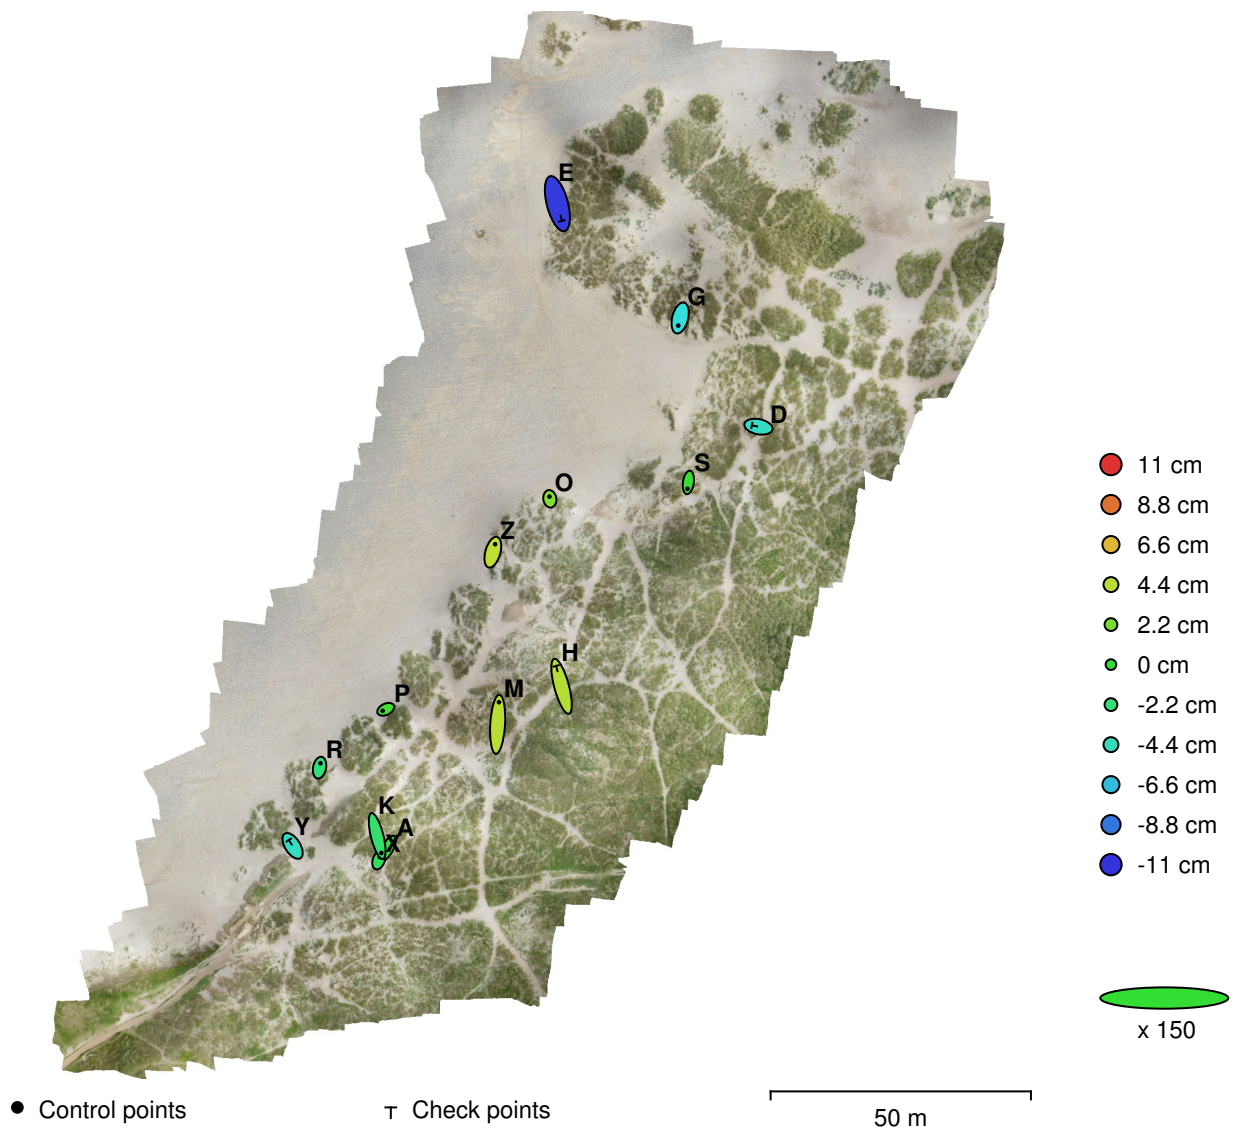 E
G
D
S
O
Z
H
M
P
R
K
A
Y
X
11 cm
8.8 cm
6.6 cm
4.4 cm
2.2 cm
0 cm
-2.2 cm
-4.4 cm
-6.6 cm
-8.8 cm
-11 cm
x 150
Control points
Check points
50 m